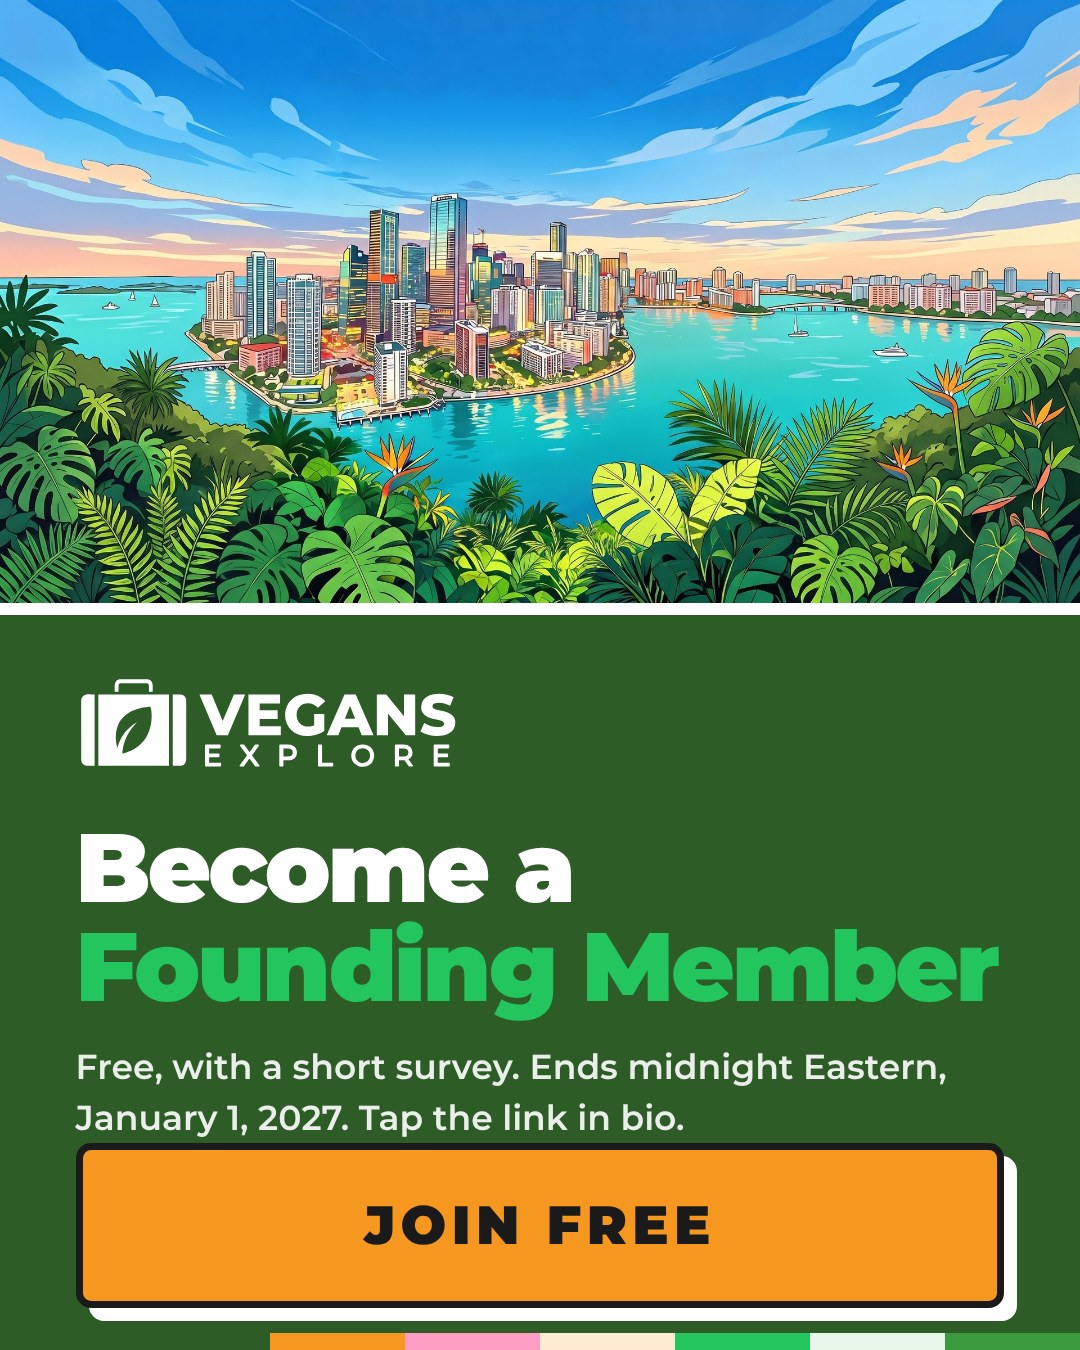 VEGANS
EXPLORE
Become a
Founding Member
Free, with a short survey. Ends midnight Eastern,
January 1, 2027. Tap the link in bio.
JOIN FREE